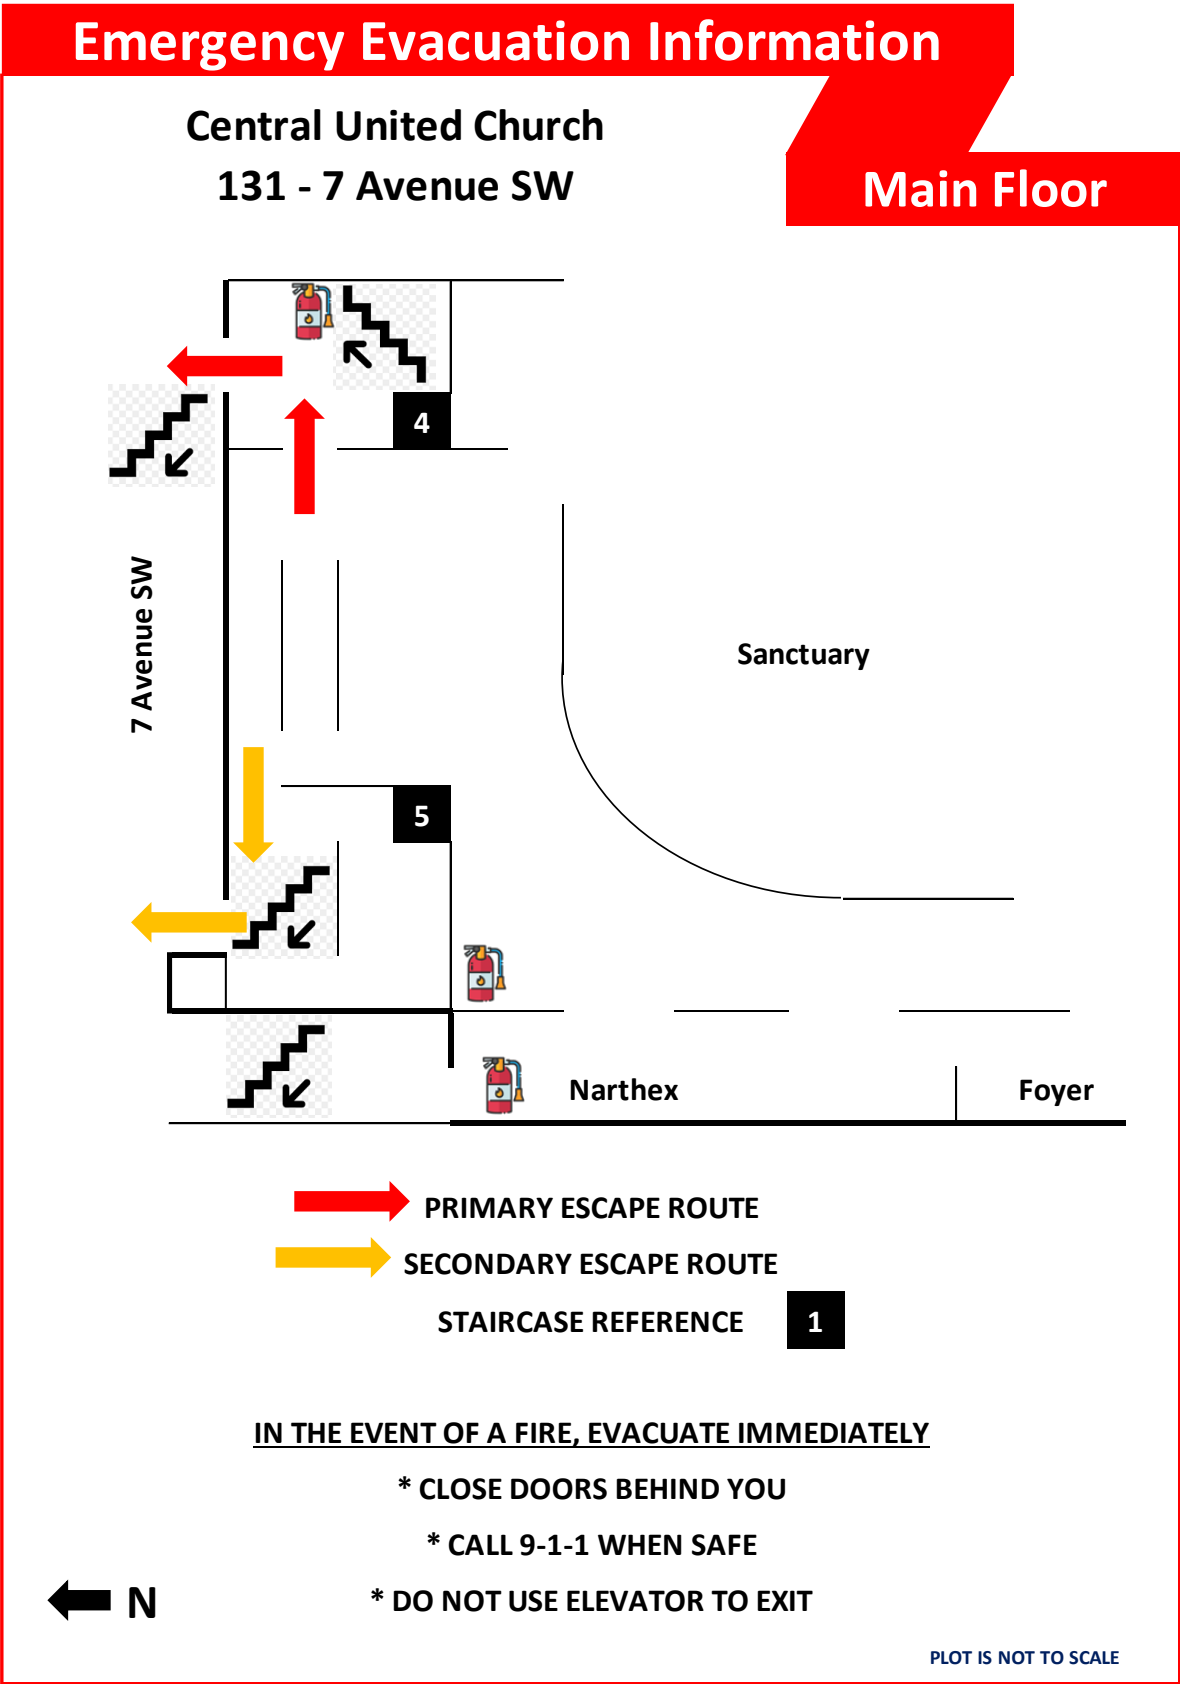 Emergency Evacuation Information
Central United Church
131 - 7 Avenue SW
Main Floor
4
7 Avenue SW
Sanctuary
5
Narthex
Foyer
PRIMARY ESCAPE ROUTE
SECONDARY ESCAPE ROUTE
STAIRCASE REFERENCE 1
IN THE EVENT OF A FIRE, EVACUATE IMMEDIATELY
* CLOSE DOORS BEHIND YOU
* CALL 9-1-1 WHEN SAFE
* DO NOT USE ELEVATOR TO EXIT
N
PLOT IS NOT TO SCALE